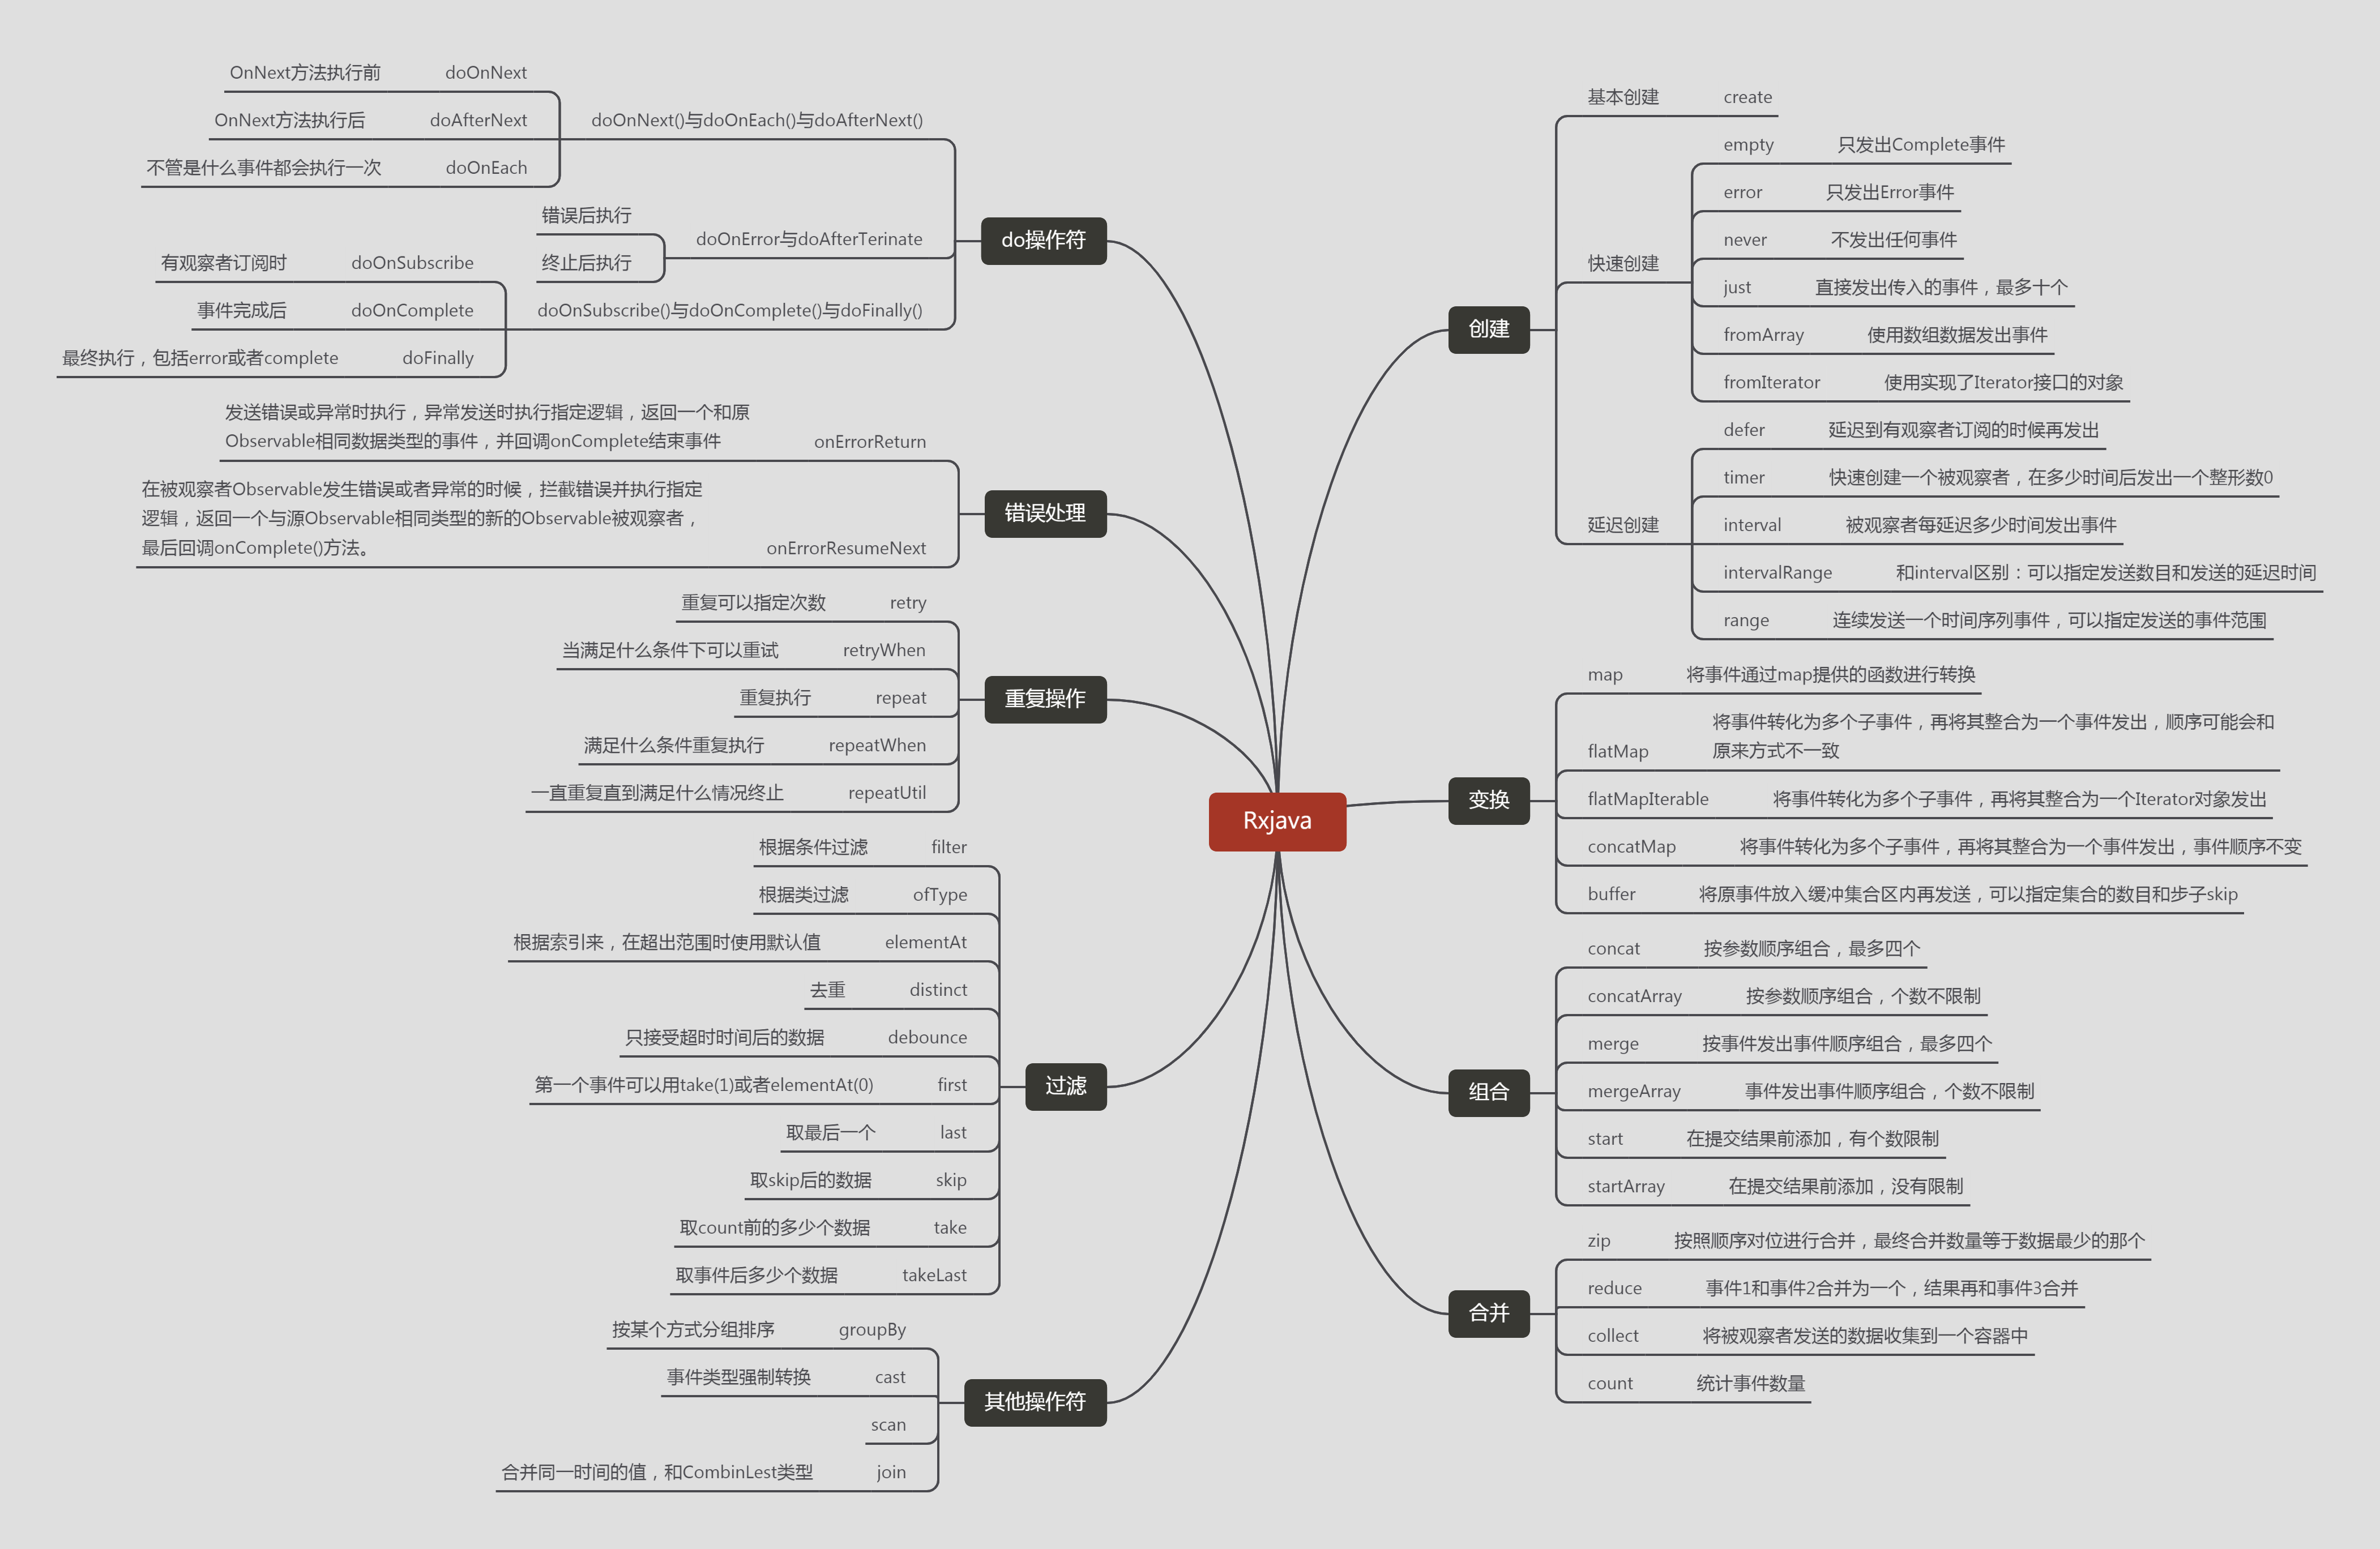 Rxjava
do操作符
doOnNext()与doOnEach()与doAfterNext()
OnNext方法执行前 doOnNext
OnNext方法执行后 doAfterNext
不管是什么事件都会执行一次 doOnEach
doOnError与doAfterTerinate
错误后执行
终止后执行
doOnSubscribe()与doOnComplete()与doFinally()
有观察者订阅时 doOnSubscribe
事件完成后 doOnComplete
最终执行，包括error或者complete doFinally
错误处理
发送错误或异常时执行，异常发送时执行指定逻辑，返回一个和原
Observable相同数据类型的事件，并回调onComplete结束事件 onErrorReturn
在被观察者Observable发生错误或者异常的时候，拦截错误并执行指定
逻辑，返回一个与源Observable相同类型的新的Observable被观察者，
最后回调onComplete()方法。 onErrorResumeNext
重复操作
重复可以指定次数 retry
当满足什么条件下可以重试 retryWhen
重复执行 repeat
满足什么条件重复执行 repeatWhen
一直重复直到满足什么情况终止 repeatUtil
过滤
根据条件过滤 filter
根据类过滤 ofType
根据索引来，在超出范围时使用默认值 elementAt
去重 distinct
只接受超时时间后的数据 debounce
第一个事件可以用take(1)或者elementAt(0) first
取最后一个 last
取skip后的数据 skip
取count前的多少个数据 take
取事件后多少个数据 takeLast
其他操作符
按某个方式分组排序 groupBy
事件类型强制转换 cast
scan
合并同一时间的值，和CombinLest类型 join
创建
基本创建 create
快速创建
empty 只发出Complete事件
error 只发出Error事件
never 不发出任何事件
just 直接发出传入的事件，最多十个
fromArray 使用数组数据发出事件
fromIterator 使用实现了Iterator接口的对象
延迟创建
defer 延迟到有观察者订阅的时候再发出
timer 快速创建一个被观察者，在多少时间后发出一个整形数0
interval 被观察者每延迟多少时间发出事件
intervalRange 和interval区别：可以指定发送数目和发送的延迟时间
range 连续发送一个时间序列事件，可以指定发送的事件范围
变换
map 将事件通过map提供的函数进行转换
flatMap 将事件转化为多个子事件，再将其整合为一个事件发出，顺序可能会和
原来方式不一致
flatMapIterable 将事件转化为多个子事件，再将其整合为一个Iterator对象发出
concatMap 将事件转化为多个子事件，再将其整合为一个事件发出，事件顺序不变
buffer 将原事件放入缓冲集合区内再发送，可以指定集合的数目和步子skip
组合
concat 按参数顺序组合，最多四个
concatArray 按参数顺序组合，个数不限制
merge 按事件发出事件顺序组合，最多四个
mergeArray 事件发出事件顺序组合，个数不限制
start 在提交结果前添加，有个数限制
startArray 在提交结果前添加，没有限制
合并
zip 按照顺序对位进行合并，最终合并数量等于数据最少的那个
reduce 事件1和事件2合并为一个，结果再和事件3合并
collect 将被观察者发送的数据收集到一个容器中
count 统计事件数量